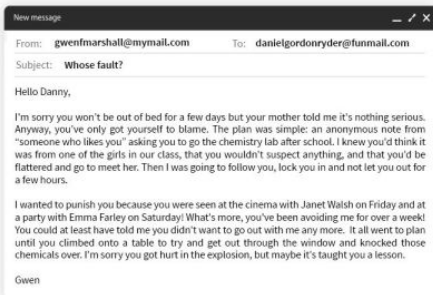 New message
From: gwenfmarshall@mymail.com To: danielgordonryder@funmail.com
Subject: Whose fault?
Hello Danny,
I'm sorry you won't be out of bed for a few days but your mother told me it's nothing serious.
Anyway, you've only got yourself to blame. The plan was simple: an anonymous note from
"someone who likes you" asking you to go the chemistry lab after school. I knew you'd think it
was from one of the girls in our class, that you wouldn't suspect anything, and that you'd be
flattered and go to meet her. Then I was going to follow you, lock you in and not let you out for
a few hours.
I wanted to punish you because you were seen at the cinema with Janet Walsh on Friday and at
a party with Emma Farley on Saturday! What's more, you've been avoiding me for over a week!
You could at least have told me you didn't want to go out with me any more. It all went to plan
until you climbed onto a table to try and get out through the window and knocked those
chemicals over. I'm sorry you got hurt in the explosion, but maybe it's taught you a lesson.
Gwen